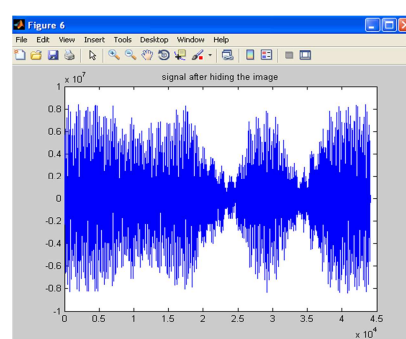 Figure 6
File Edit View Insert Tools Desktop Window Help
x 10^7
signal after hiding the image
1
0.8
0.6
0.4
0.2
0
-0.2
-0.4
-0.6
-0.8
-1
0 0.5 1 1.5 2 2.5 3 3.5 4 4.5
x 10^4